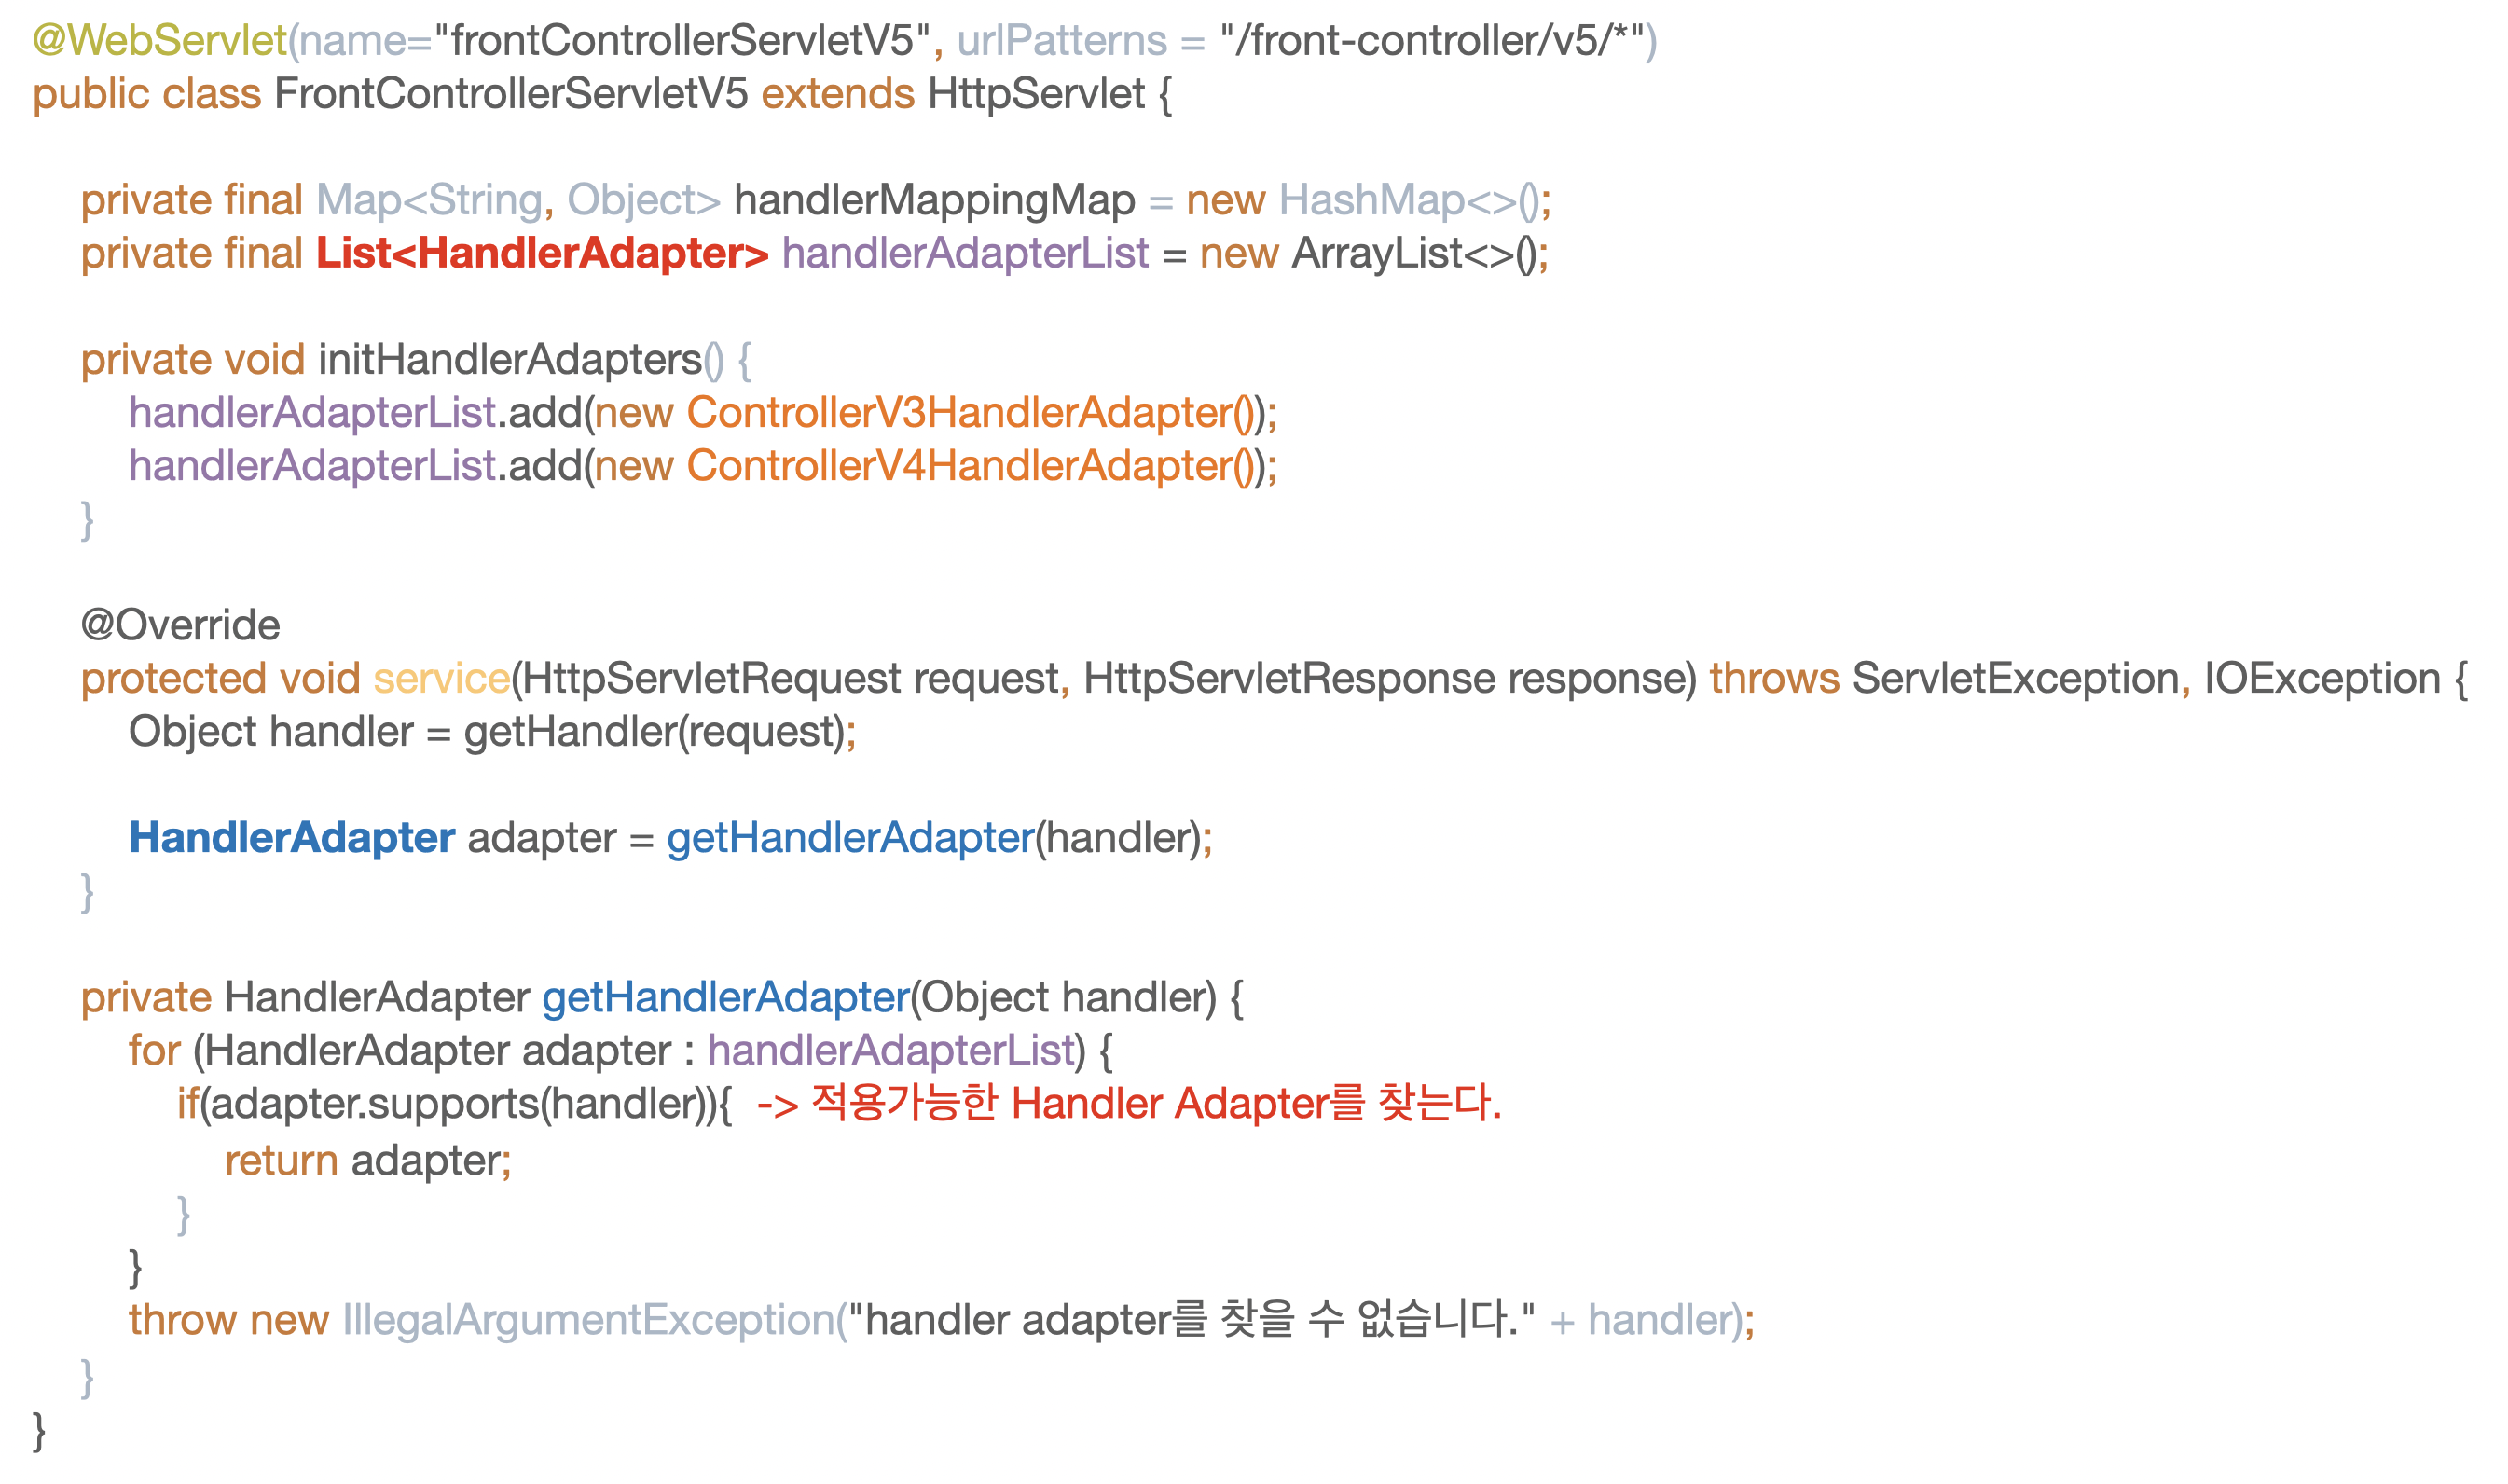 @WebServlet(name="frontControllerServletV5", urlPatterns = "/front-controller/v5/*")
public class FrontControllerServletV5 extends HttpServlet {
private final Map<String, Object> handlerMappingMap = new HashMap<>();
private final List<HandlerAdapter> handlerAdapterList = new ArrayList<>();
private void initHandlerAdapters() {
handlerAdapterList.add(new ControllerV3HandlerAdapter());
handlerAdapterList.add(new ControllerV4HandlerAdapter());
}
@Override
protected void service(HttpServletRequest request, HttpServletResponse response) throws ServletException, IOException {
Object handler = getHandler(request);
HandlerAdapter adapter = getHandlerAdapter(handler);
}
private HandlerAdapter getHandlerAdapter(Object handler) {
for (HandlerAdapter adapter : handlerAdapterList) {
if(adapter.supports(handler)){ -> 적용가능한 Handler Adapter를 찾는다.
return adapter;
}
}
throw new IllegalArgumentException("handler adapter를 찾을 수 없습니다." + handler);
}
}